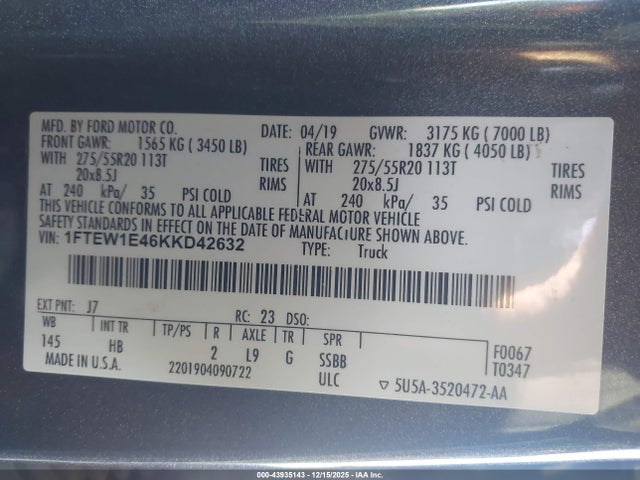 MFD. BY FORD MOTOR CO. DATE: 04/19 GVWR: 3175 KG ( 7000 LB)
FRONT GAWR: 1565 KG ( 3450 LB) REAR GAWR: 1837 KG ( 4050 LB)
WITH 275/55R20 113T TIRES WITH 275/55R20 113T TIRES
20x8.5J RIMS 20x8.5J RIMS
AT 240 kPa/ 35 PSI COLD AT 240 kPa/ 35 PSI COLD
THIS VEHICLE CONFORMS TO ALL APPLICABLE FEDERAL MOTOR VEHICLE
SAFETY STANDARDS IN EFFECT ON THE DATE OF MANUFACTURE SHOWN ABOVE.
VIN: 1FTEW1E46KKD42632 TYPE: Truck
EXT PNT: J7 RC: 23 DSO:
WB INT TR TP/PS R AXLE TR SPR
145 HB 2 L9 G SSBB F0067
ULC T0347
MADE IN U.S.A. 2201904090722 ▽ 5U5A-3520472-AA
000-43935143 - 12/15/2025 - IAA Inc.